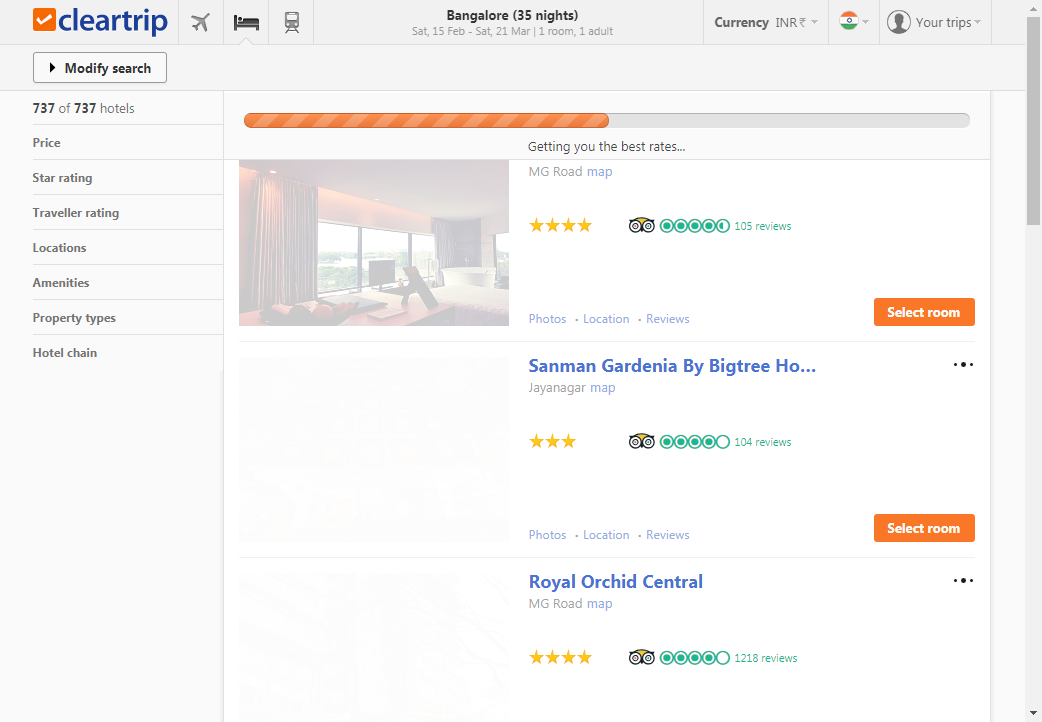 cleartrip
Bangalore (35 nights)
Sat, 15 Feb - Sat, 21 Mar | 1 room, 1 adult
Currency INR₹
Your trips
Modify search
737 of 737 hotels
Price
Star rating
Traveller rating
Locations
Amenities
Property types
Hotel chain
Getting you the best rates...
MG Road map
105 reviews
Photos • Location • Reviews
Select room
Sanman Gardenia By Bigtree Ho...
Jayanagar map
104 reviews
Photos • Location • Reviews
Select room
Royal Orchid Central
MG Road map
1218 reviews